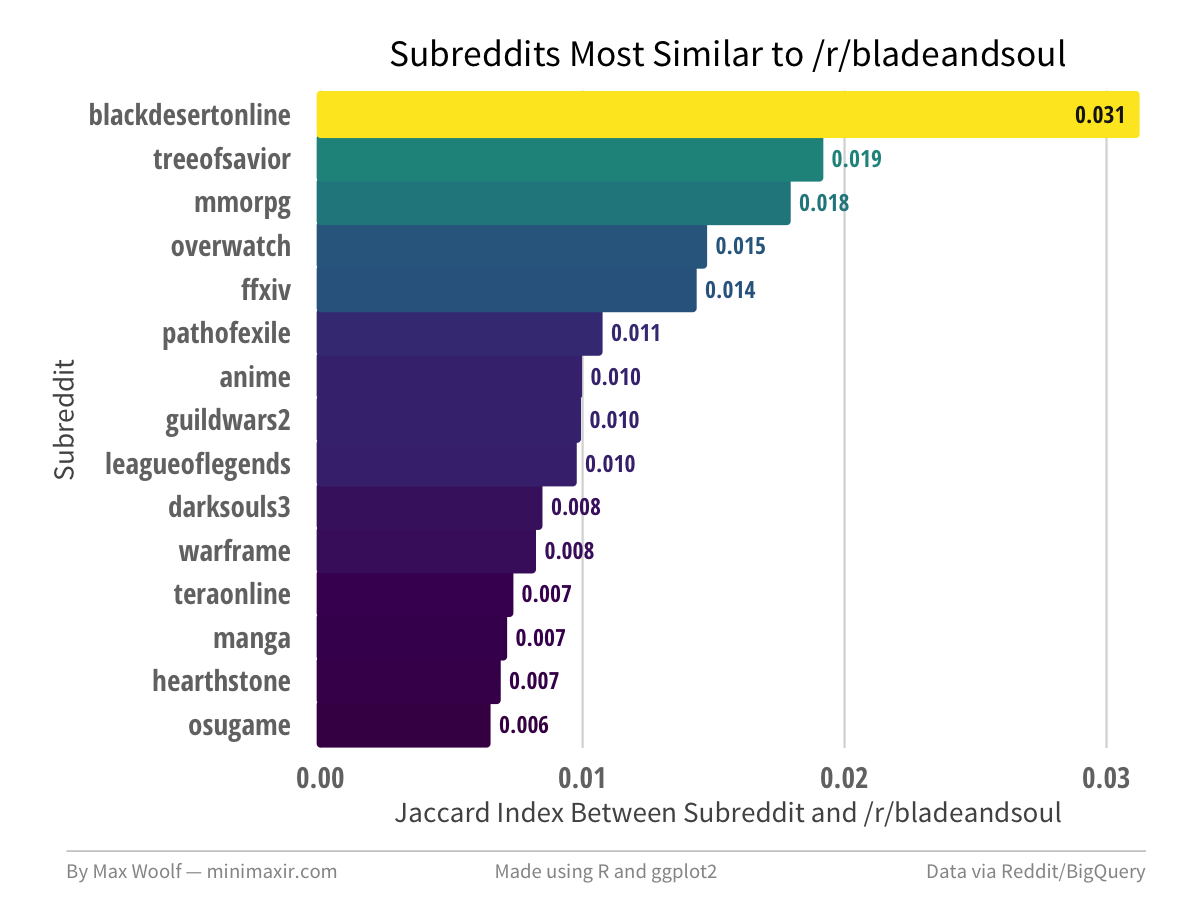 Subreddits Most Similar to /r/bladeandsoul
blackdesertonline 0.031
treeofsavior 0.019
mmorpg 0.018
overwatch 0.015
ffxiv 0.014
pathofexile 0.011
anime 0.010
guildwars2 0.010
leagueoflegends 0.010
darksouls3 0.008
warframe 0.008
teraonline 0.007
manga 0.007
hearthstone 0.007
osugame 0.006
Subreddit
0.00 0.01 0.02 0.03
Jaccard Index Between Subreddit and /r/bladeandsoul
By Max Woolf — minimaxir.com Made using R and ggplot2 Data via Reddit/BigQuery